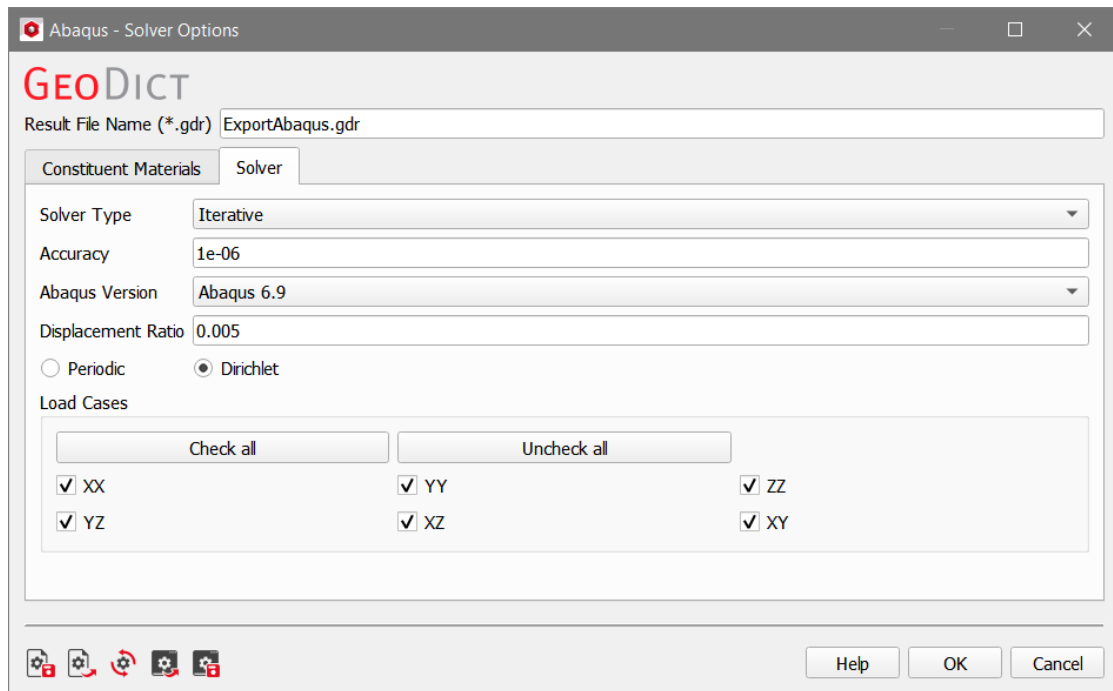 Abaqus - Solver Options
GEODICT
Result File Name (*.gdr) ExportAbaqus.gdr
Constituent Materials Solver
Solver Type Iterative
Accuracy 1e-06
Abaqus Version Abaqus 6.9
Displacement Ratio 0.005
Periodic Dirichlet
Load Cases
Check all Uncheck all
XX YY ZZ
YZ XZ XY
Help OK Cancel